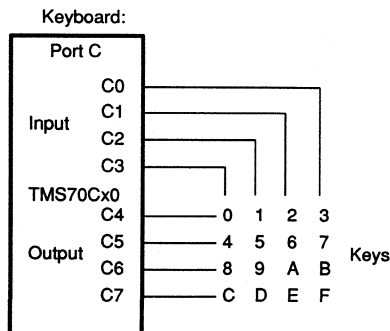 Keyboard:
Port C
C0
C1
Input
C2
C3
TMS70Cx0
C4 0 1 2 3
C5 4 5 6 7
Output Keys
C6 8 9 A B
C7 C D E F